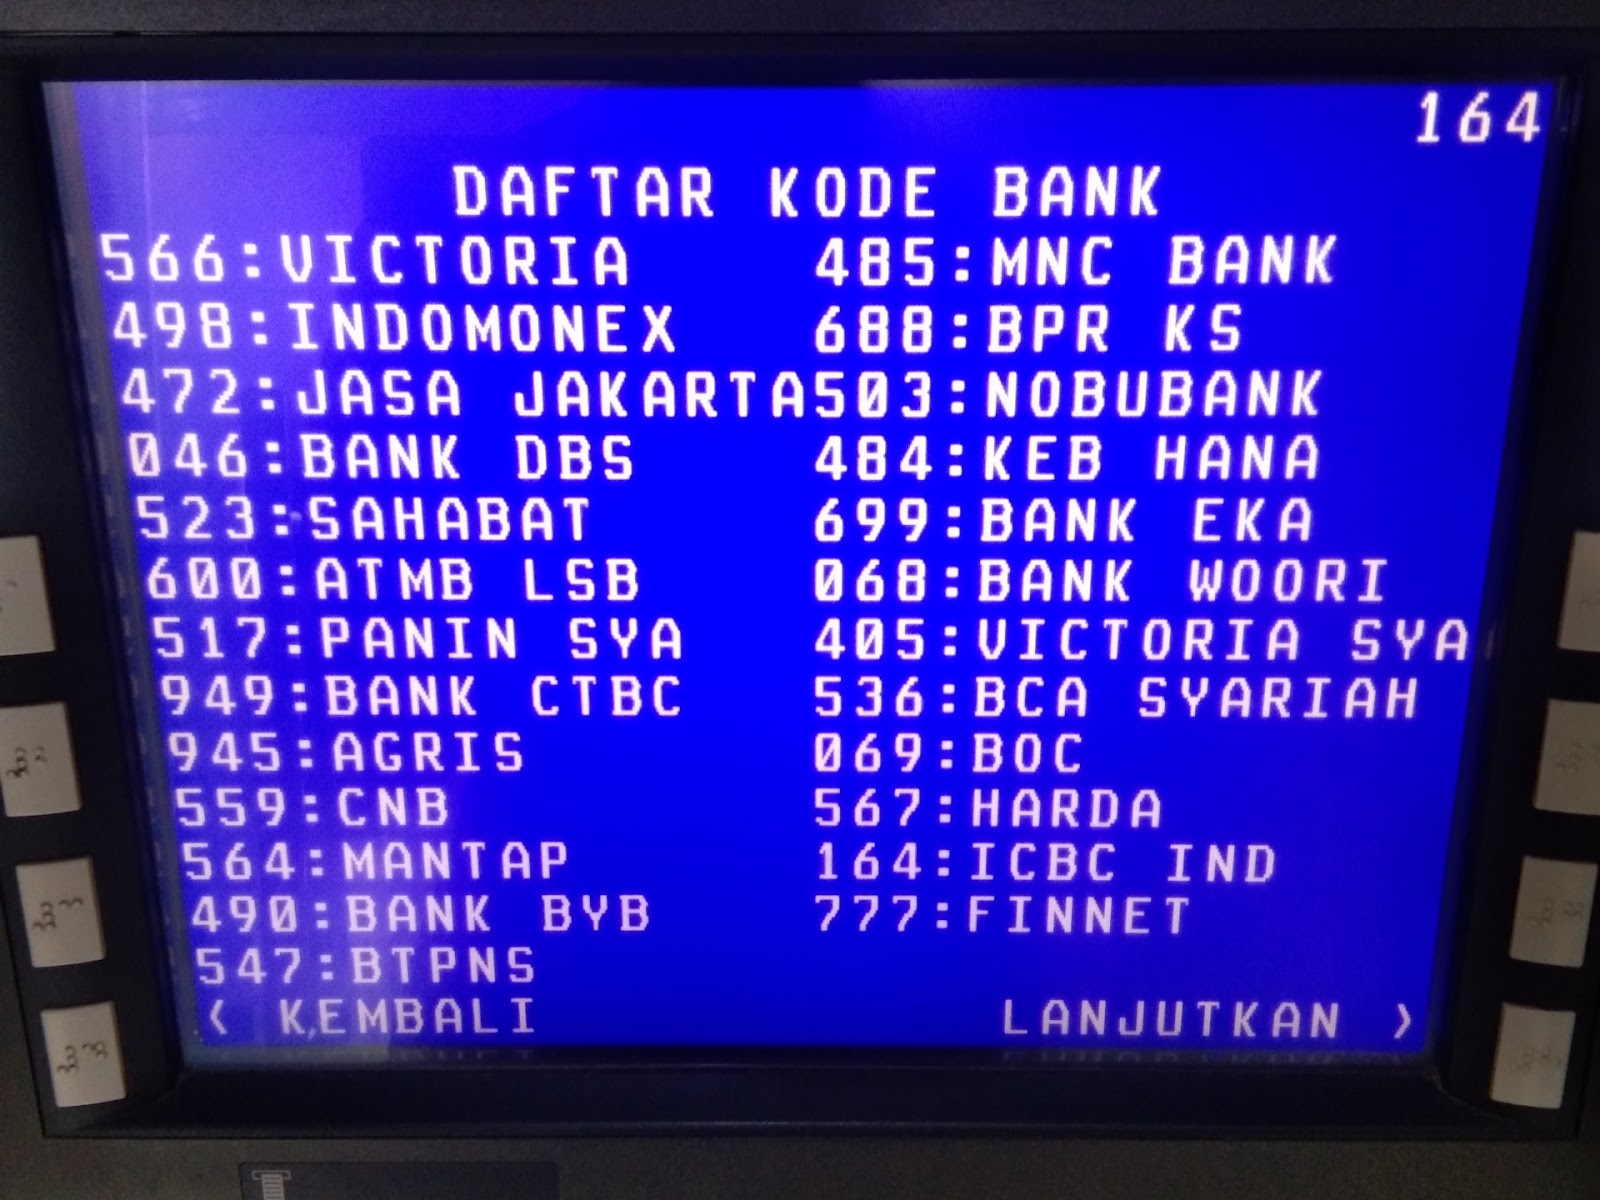 164
DAFTAR KODE BANK
566:VICTORIA 485:MNC BANK
498:INDOMONEX 688:BPR KS
472:JASA JAKARTA503:NOBUBANK
046:BANK DBS 484:KEB HANA
523:SAHABAT 699:BANK EKA
600:ATMB LSB 068:BANK WOORI
517:PANIN SYA 405:VICTORIA SYA
949:BANK CTBC 536:BCA SYARIAH
945:AGRIS 069:BOC
559:CNB 567:HARDA
564:MANTAP 164:ICBC IND
490:BANK BYB 777:FINNET
547:BTPNS
< KEMBALI LANJUTKAN >